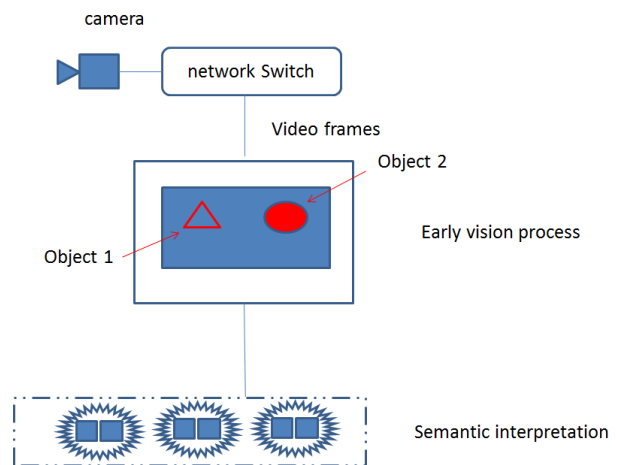 camera
network Switch
Video frames
Object 2
Early vision process
Object 1
Semantic interpretation